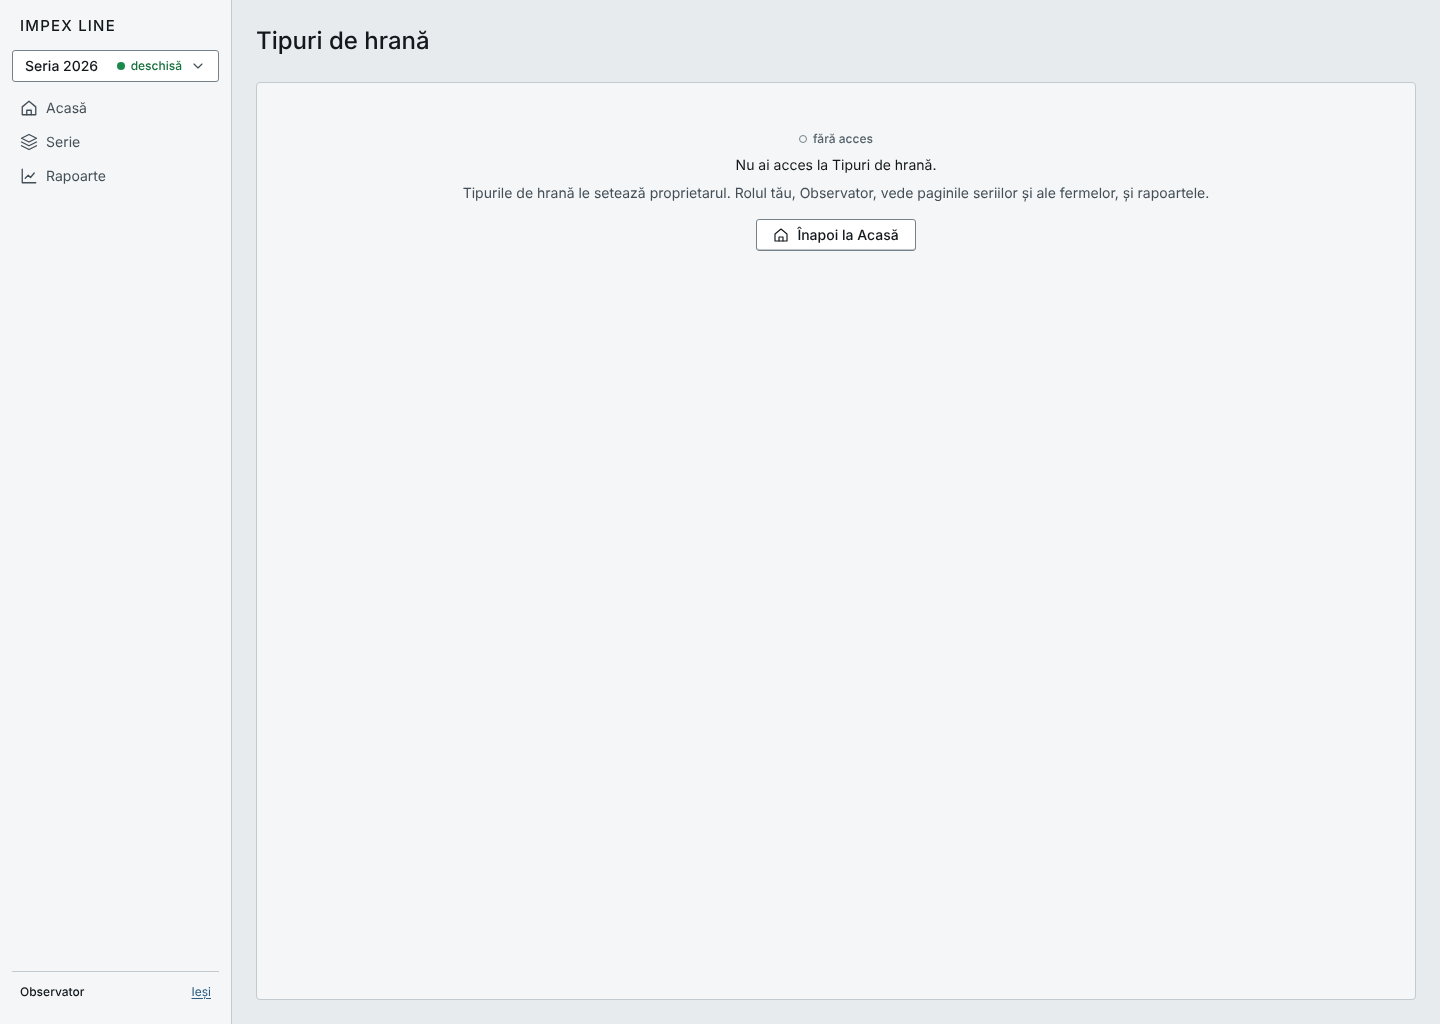 IMPEX LINE
Seria 2026 deschisă
Acasă
Serie
Rapoarte
Tipuri de hrană
fără acces
Nu ai acces la Tipuri de hrană.
Tipurile de hrană le setează proprietarul. Rolul tău, Observator, vede paginile seriilor și ale fermelor, și rapoartele.
Înapoi la Acasă
Observator Ieși